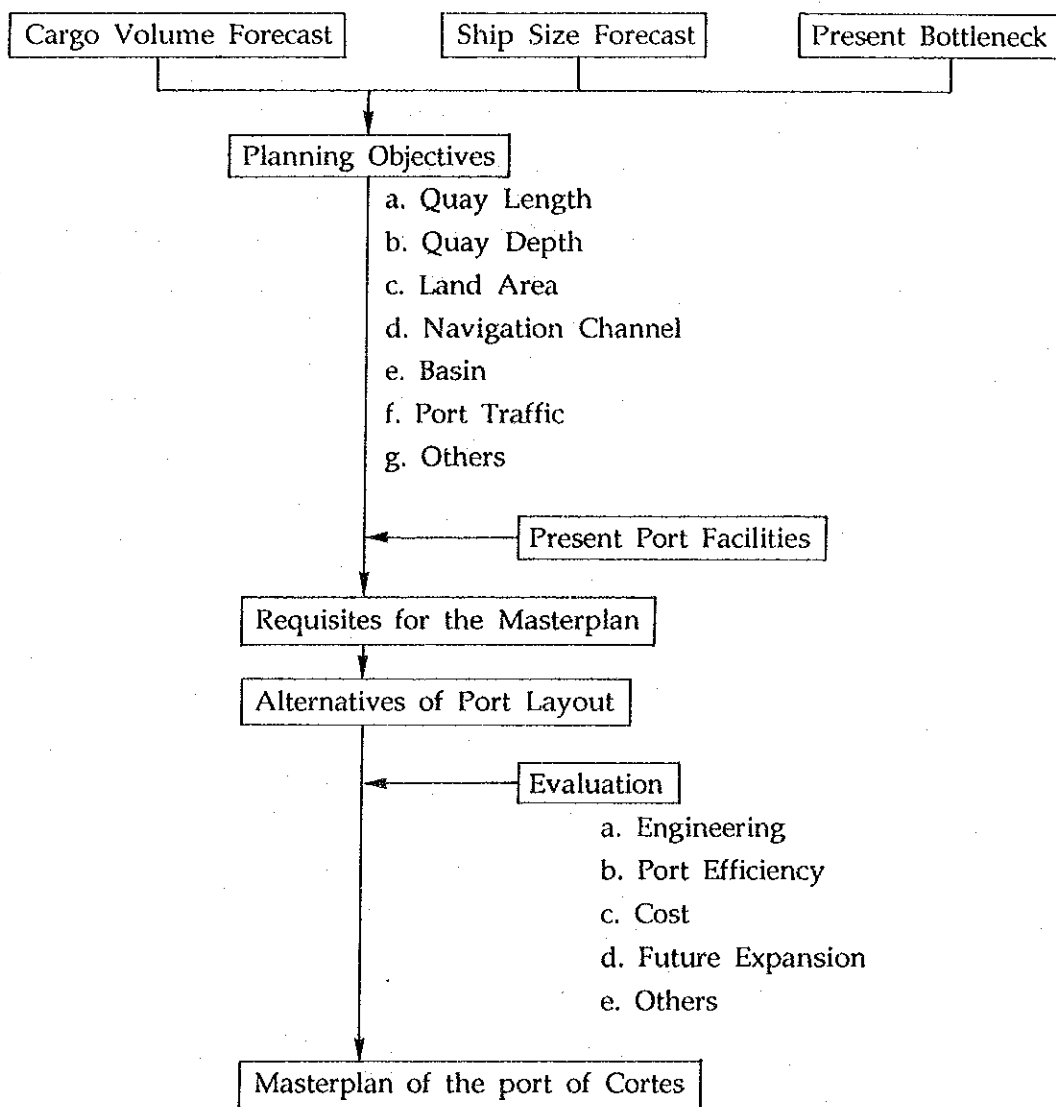 Cargo Volume Forecast
Ship Size Forecast
Present Bottleneck
Planning Objectives
a. Quay Length
b. Quay Depth
c. Land Area
d. Navigation Channel
e. Basin
f. Port Traffic
g. Others
Present Port Facilities
Requisites for the Masterplan
Alternatives of Port Layout
Evaluation
a. Engineering
b. Port Efficiency
c. Cost
d. Future Expansion
e. Others
Masterplan of the port of Cortes